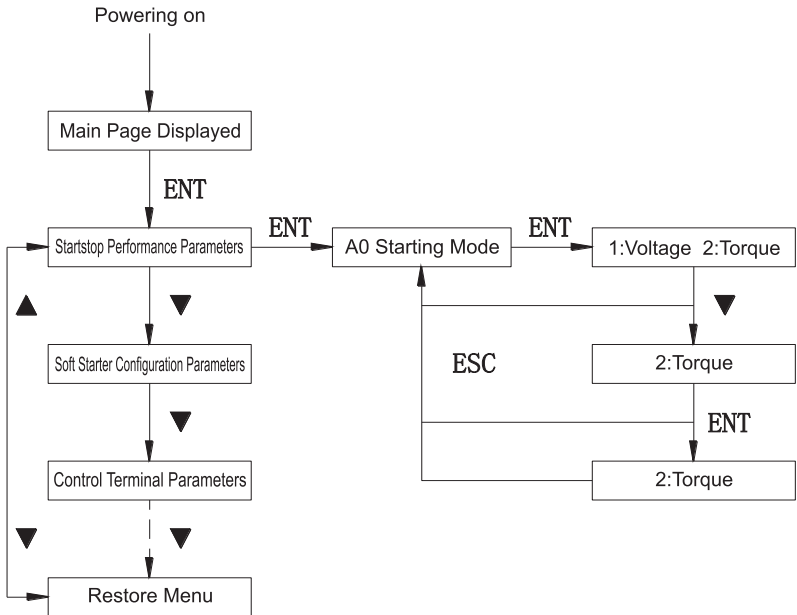 Powering on
Main Page Displayed
ENT
Startstop Performance Parameters
ENT
A0 Starting Mode
ENT
1:Voltage 2:Torque
▲
▼
▼
Soft Starter Configuration Parameters
ESC
2:Torque
▼
ENT
Control Terminal Parameters
2:Torque
▼
▼
Restore Menu